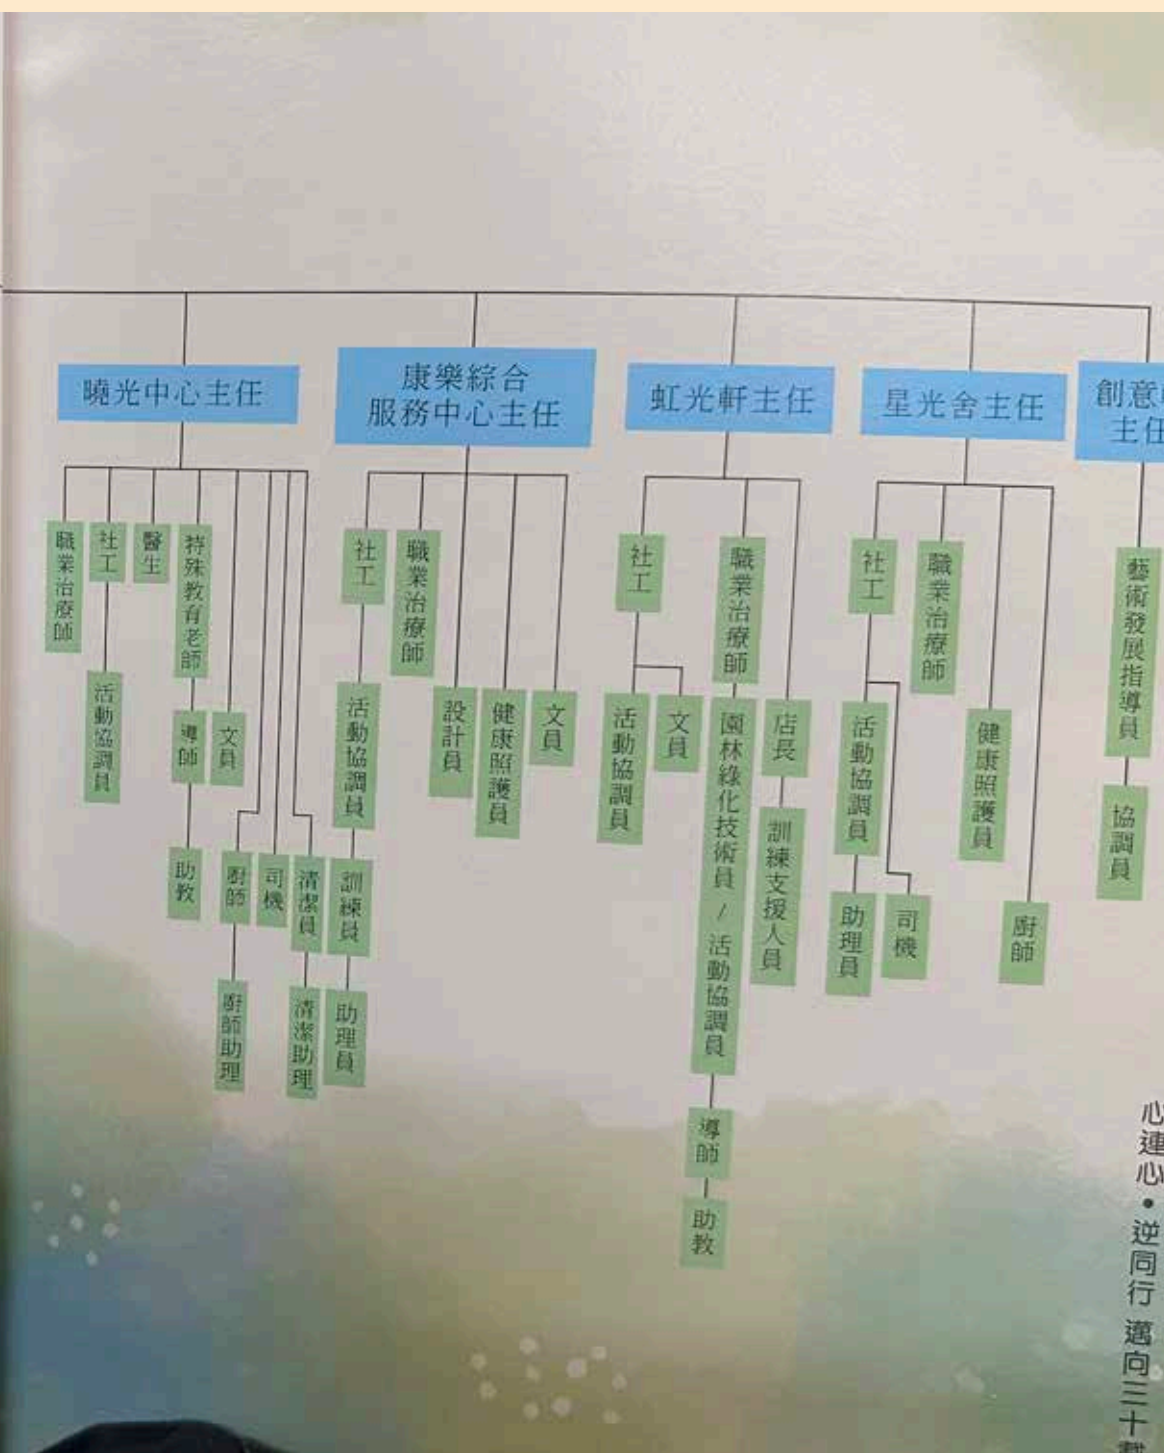 曉光中心主任
職業治療師
社工
活動協調員
醫生
特殊教育老師
導師
助教
文員
廚師
廚師助理
司機
清潔員
清潔助理
康樂綜合
服務中心主任
社工
活動協調員
訓練員
助理員
職業治療師
設計員
健康照護員
文員
虹光軒主任
社工
活動協調員
文員
職業治療師
園林綠化技術員 / 活動協調員
導師
助教
店長
訓練支援人員
星光舍主任
社工
活動協調員
助理員
司機
職業治療師
健康照護員
廚師
創意
主任
藝術發展指導員
協調員
心連心・逆同行 邁向三十載